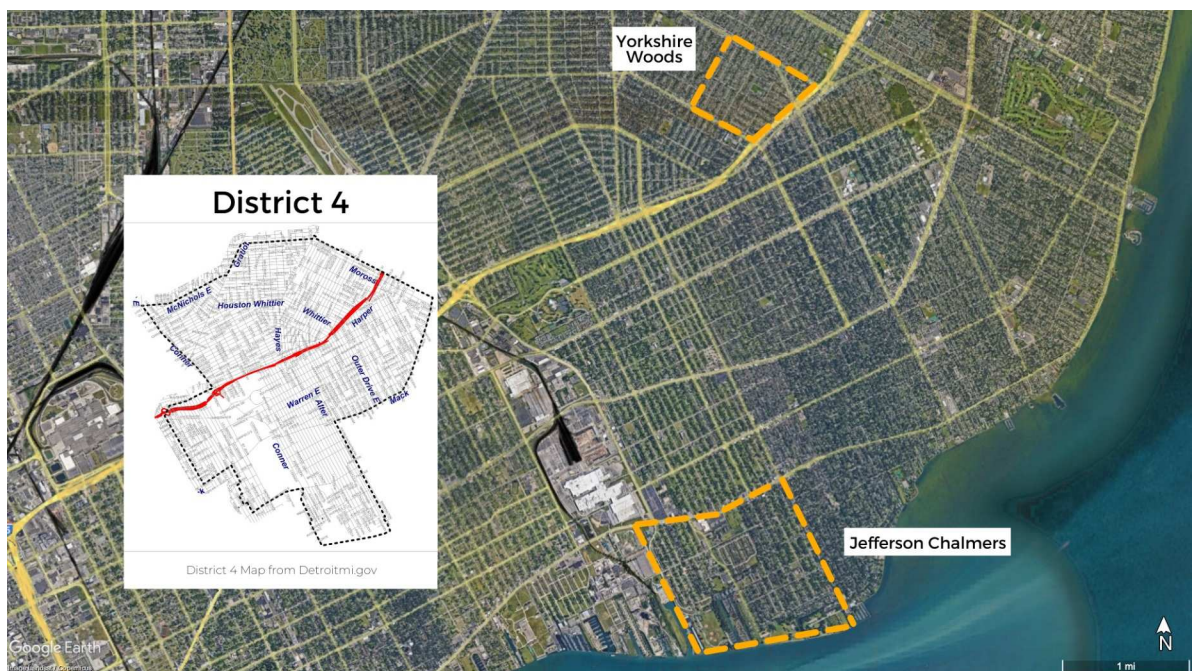 Yorkshire
Woods
District 4
Gratiot
Moross
McNichols E
Houston Whittier
Whittier
Harper
Hayes
Conner
Outer Drive E
Warren E
Alter
Mack
Conner
District 4 Map from Detroitmi.gov
Jefferson Chalmers
Google Earth
N
1 mi